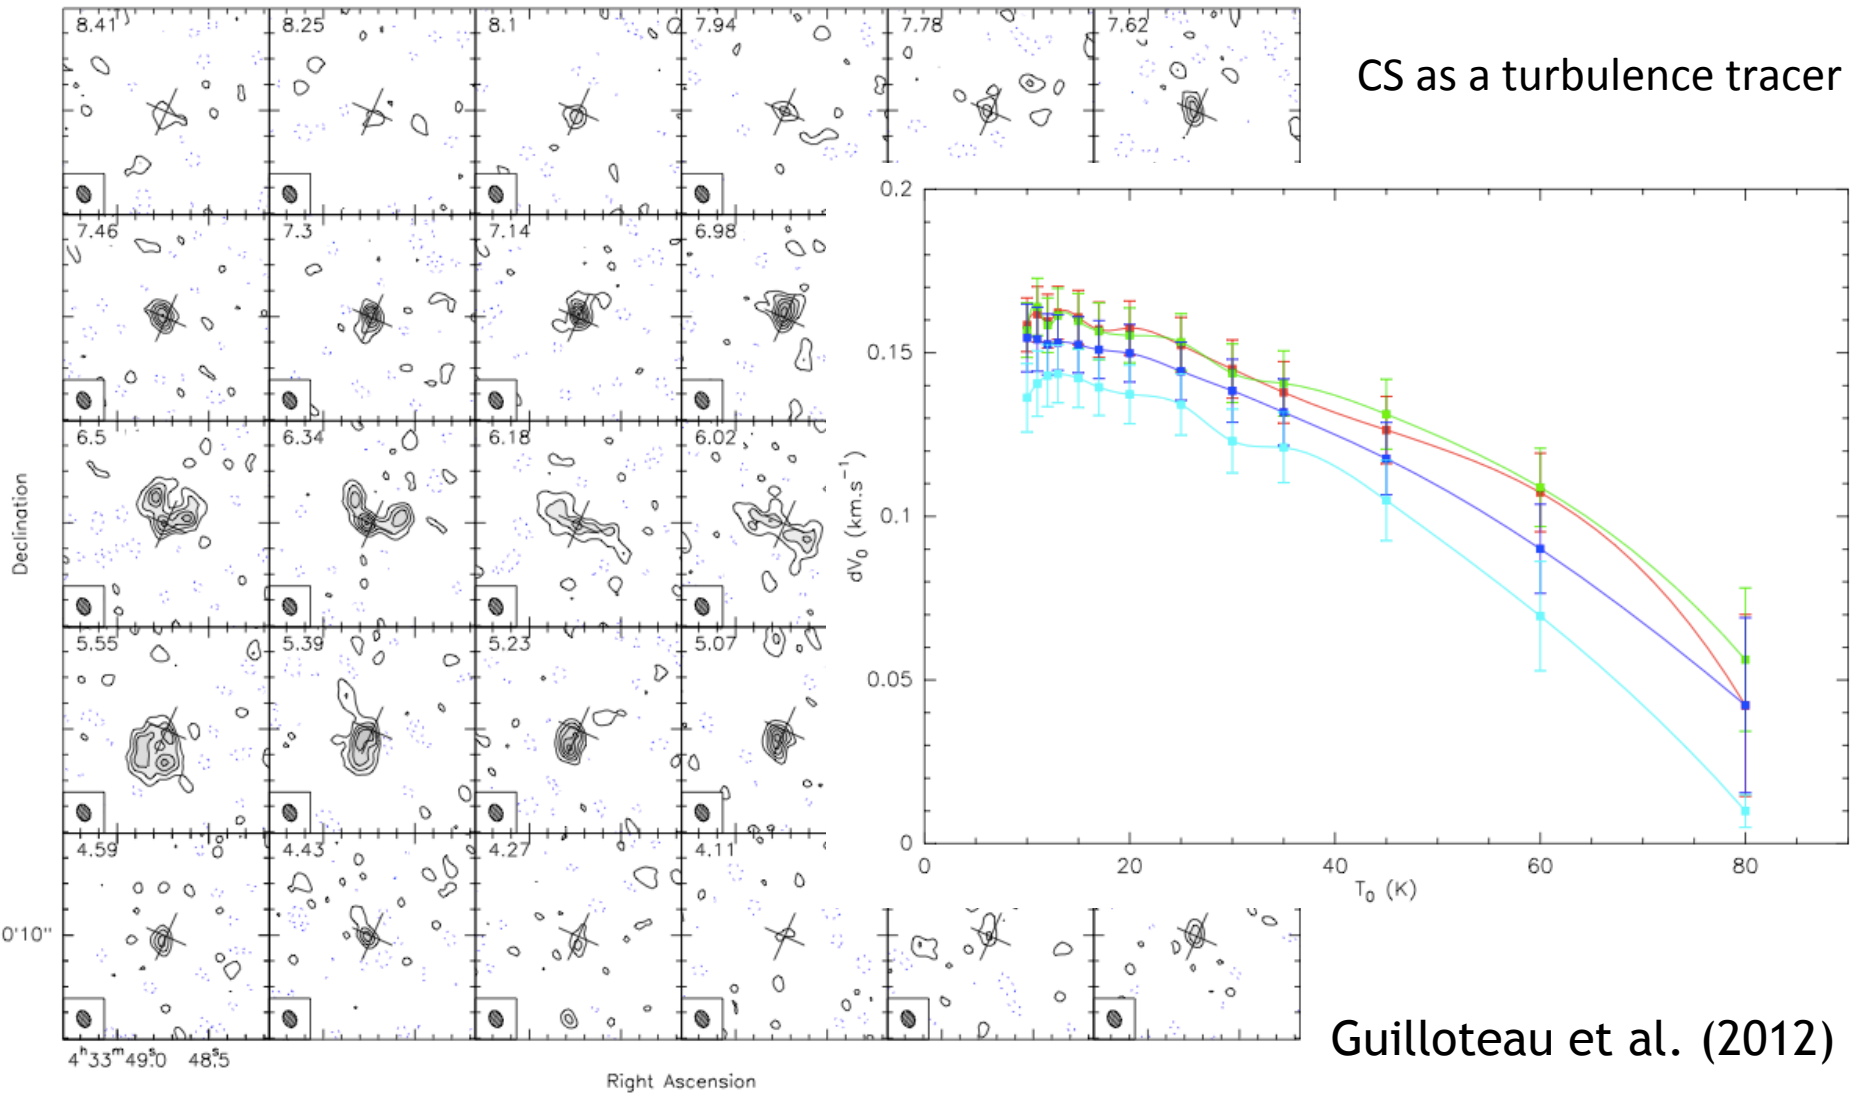 8.41 8.25 8.1 7.94 7.78 7.62
CS as a turbulence tracer
7.46 7.3 7.14 6.98
6.5 6.34 6.18 6.02
5.55 5.39 5.23 5.07
4.59 4.43 4.27 4.11
Declination
0'10"
4ʰ33ᵐ49ˢ.0 48ˢ.5
Right Ascension
0.2
0.15
0.1
0.05
0
dV₀ (km.s⁻¹)
0 20 40 60 80
T₀ (K)
Guilloteau et al. (2012)